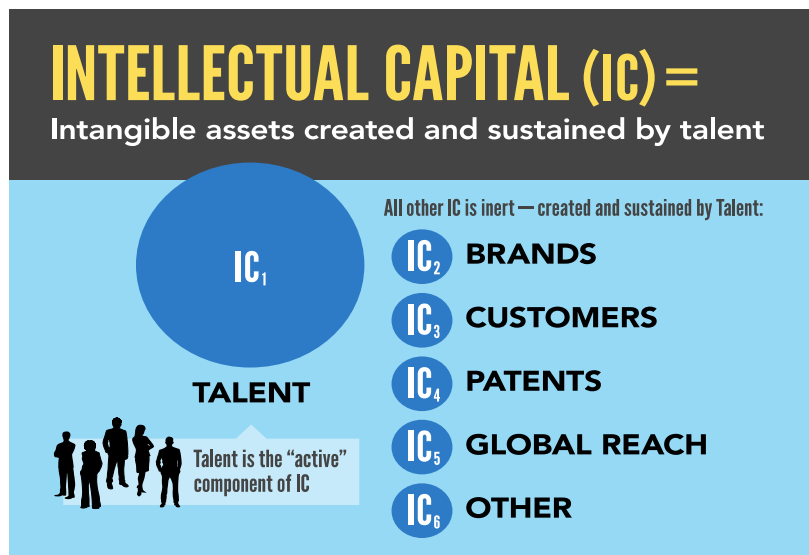 INTELLECTUAL CAPITAL (IC) =
Intangible assets created and sustained by talent
IC₁
TALENT
Talent is the “active”
component of IC
All other IC is inert — created and sustained by Talent:
IC₂ BRANDS
IC₃ CUSTOMERS
IC₄ PATENTS
IC₅ GLOBAL REACH
IC₆ OTHER